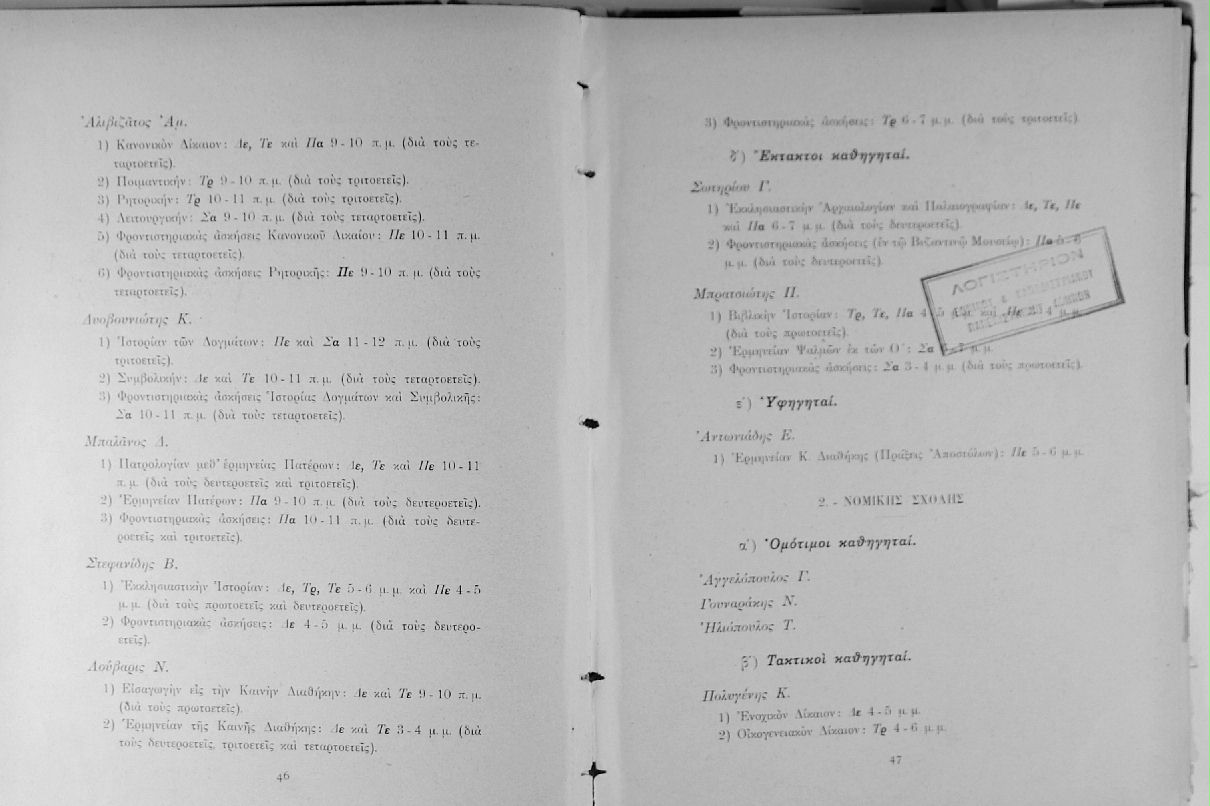 Ἀλιβιζᾶτος Ἀμ.
1) Κανονικὸν Δίκαιον: Δε, Τε καὶ Πα 9-10 π.μ. (διὰ τοὺς τε-
ταρτοετεῖς).
2) Ποιμαντικήν: Τρ 9-10 π.μ. (διὰ τοὺς τριτοετεῖς).
3) Ρητορικήν: Τρ 10-11 π.μ. (διὰ τοὺς τριτοετεῖς).
4) Λειτουργικήν: Σα 9-10 π.μ. (διὰ τοὺς τεταρτοετεῖς).
5) Φροντιστηριακὰς ἀσκήσεις Κανονικοῦ Δικαίου: Πε 10-11 π.μ.
(διὰ τοὺς τεταρτοετεῖς).
6) Φροντιστηριακὰς ἀσκήσεις Ρητορικῆς: Πε 9-10 π.μ. (διὰ τοὺς
τεταρτοετεῖς).
Δυοβουνιώτης Κ.
1) Ἱστορίαν τῶν Δογμάτων: Πε καὶ Σα 11-12 π.μ. (διὰ τοὺς
τριτοετεῖς).
2) Συμβολικήν: Δε καὶ Τε 10-11 π.μ. (διὰ τοὺς τεταρτοετεῖς).
3) Φροντιστηριακὰς ἀσκήσεις Ἱστορίας Δογμάτων καὶ Συμβολικῆς:
Σα 10-11 π.μ. (διὰ τοὺς τεταρτοετεῖς).
Μπαλάνος Δ.
1) Πατρολογίαν μεθ' ἑρμηνείας Πατέρων: Δε, Τε καὶ Πε 10-11
π.μ. (διὰ τοὺς δευτεροετεῖς καὶ τριτοετεῖς).
2) Ἑρμηνείαν Πατέρων: Πα 9-10 π.μ. (διὰ τοὺς δευτεροετεῖς).
3) Φροντιστηριακὰς ἀσκήσεις: Πα 10-11 π.μ. (διὰ τοὺς δευτε-
ροετεῖς καὶ τριτοετεῖς).
Στεφανίδης Β.
1) Ἐκκλησιαστικὴν Ἱστορίαν: Δε, Τρ, Τε 5-6 μ.μ. καὶ Πε 4-5
μ.μ. (διὰ τοὺς πρωτοετεῖς καὶ δευτεροετεῖς).
2) Φροντιστηριακὰς ἀσκήσεις: Δε 4-5 μ.μ. (διὰ τοὺς δευτερο-
ετεῖς).
Λούβαρις Ν.
1) Εἰσαγωγὴν εἰς τὴν Καινὴν Διαθήκην: Δε καὶ Τε 9-10 π.μ.
(διὰ τοὺς πρωτοετεῖς).
2) Ἑρμηνείαν τῆς Καινῆς Διαθήκης: Δε καὶ Τε 3-4 μ.μ. (διὰ
τοὺς δευτεροετεῖς, τριτοετεῖς καὶ τεταρτοετεῖς).
46
3) Φροντιστηριακὰς ἀσκήσεις: Τρ 6-7 μ.μ. (διὰ τοὺς τριτοετεῖς).
δ΄) Ἔκτακτοι καθηγηταί.
Σωτηρίου Γ.
1) Ἐκκλησιαστικὴν Ἀρχαιολογίαν καὶ Παλαιογραφίαν: Δε, Τε, Πε
καὶ Πα 6-7 μ.μ. (διὰ τοὺς δευτεροετεῖς).
2) Φροντιστηριακὰς ἀσκήσεις (ἐν τῷ Βυζαντινῷ Μουσείῳ): Πα 5-6
μ.μ. (διὰ τοὺς δευτεροετεῖς).
ΛΟΓΙΣΤΗΡΙΟΝ
Μπρατσιώτης Π.
1) Βιβλικὴν Ἱστορίαν: Τρ, Τε, Πα 4-5 μ.μ. καὶ Πε 4 μ.μ.
(διὰ τοὺς πρωτοετεῖς).
2) Ἑρμηνείαν Ψαλμῶν ἐκ τῶν Ο΄: Σα 6-7 μ.μ.
3) Φροντιστηριακὰς ἀσκήσεις: Σα 3-4 μ.μ. (διὰ τοὺς πρωτοετεῖς).
ε΄) Ὑφηγηταί.
Ἀντωνιάδης Ε.
1) Ἑρμηνείαν Κ. Διαθήκης (Πράξεις Ἀποστόλων): Πε 5-6 μ.μ.
2. - ΝΟΜΙΚΗΣ ΣΧΟΛΗΣ
α΄) Ὁμότιμοι καθηγηταί.
Ἀγγελόπουλος Γ.
Γουναράκης Ν.
Ἡλιόπουλος Τ.
β΄) Τακτικοὶ καθηγηταί.
Πολυγένης Κ.
1) Ἐνοχικὸν Δίκαιον: Δε 4-5 μ.μ.
2) Οἰκογενειακὸν Δίκαιον: Τρ 4-6 μ.μ.
47